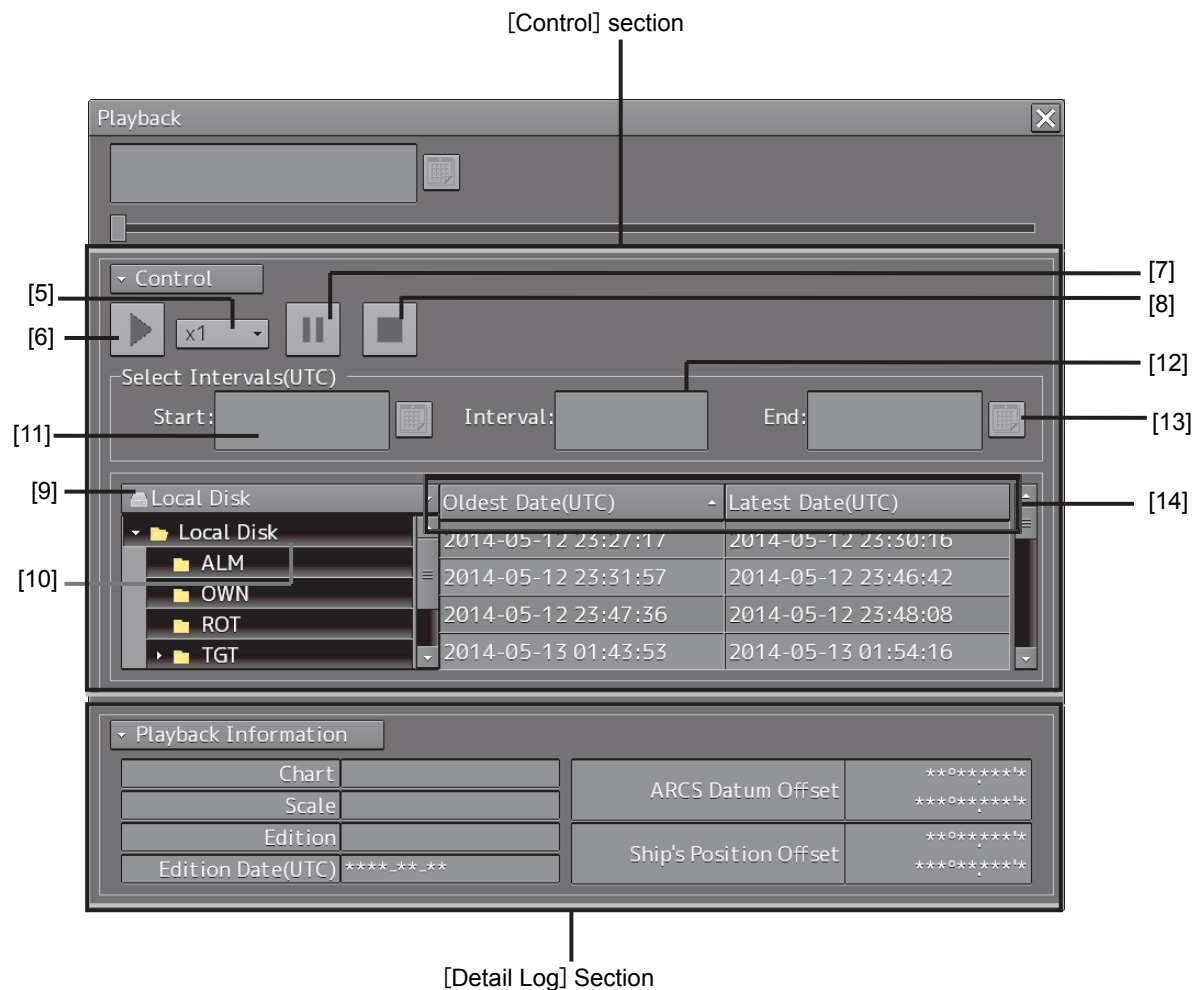 [Control] section
Playback
Control
[5]
[7]
[8]
[6]
x1
[12]
Select Intervals(UTC)
Start:
Interval:
End:
[11]
[13]
[9]
Local Disk
Oldest Date(UTC)
Latest Date(UTC)
[14]
Local Disk
2014-05-12 23:27:17
2014-05-12 23:30:16
ALM
[10]
2014-05-12 23:31:57
2014-05-12 23:46:42
OWN
ROT
2014-05-12 23:47:36
2014-05-12 23:48:08
TGT
2014-05-13 01:43:53
2014-05-13 01:54:16
Playback Information
Chart
Scale
Edition
Edition Date(UTC) ****-**-**
ARCS Datum Offset
**°**.***'*
***°**.***'*
Ship's Position Offset
**°**.***'*
***°**.***'*
[Detail Log] Section